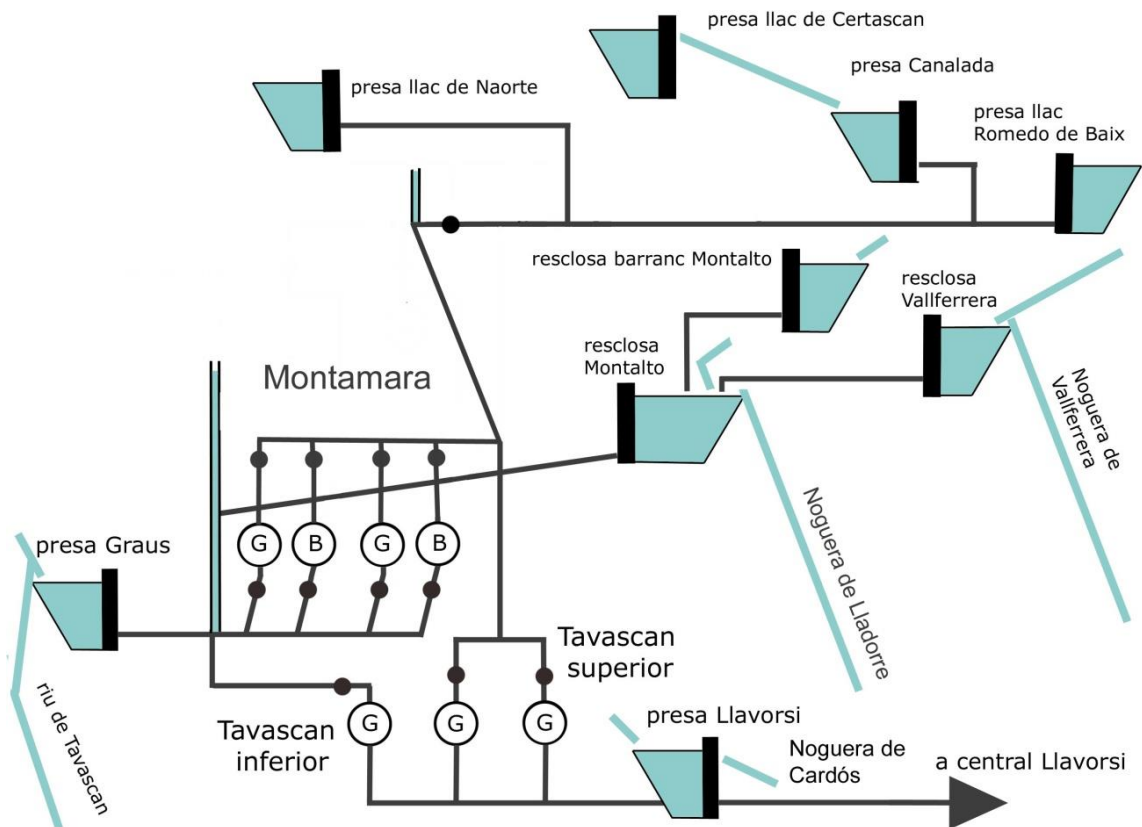 presa llac de Certascan
presa Canalada
presa llac de Naorte
presa llac
Romedo de Baix
resclosa barranc Montalto
resclosa
Vallferrera
resclosa
Montalto
Montamara
Noguera de
Vallferrera
Noguera de Lladorre
G B G B
presa Graus
riu de Tavascan
Tavascan
superior
Tavascan
inferior
G G G
presa Llavorsi
Noguera de
Cardós
a central Llavorsi